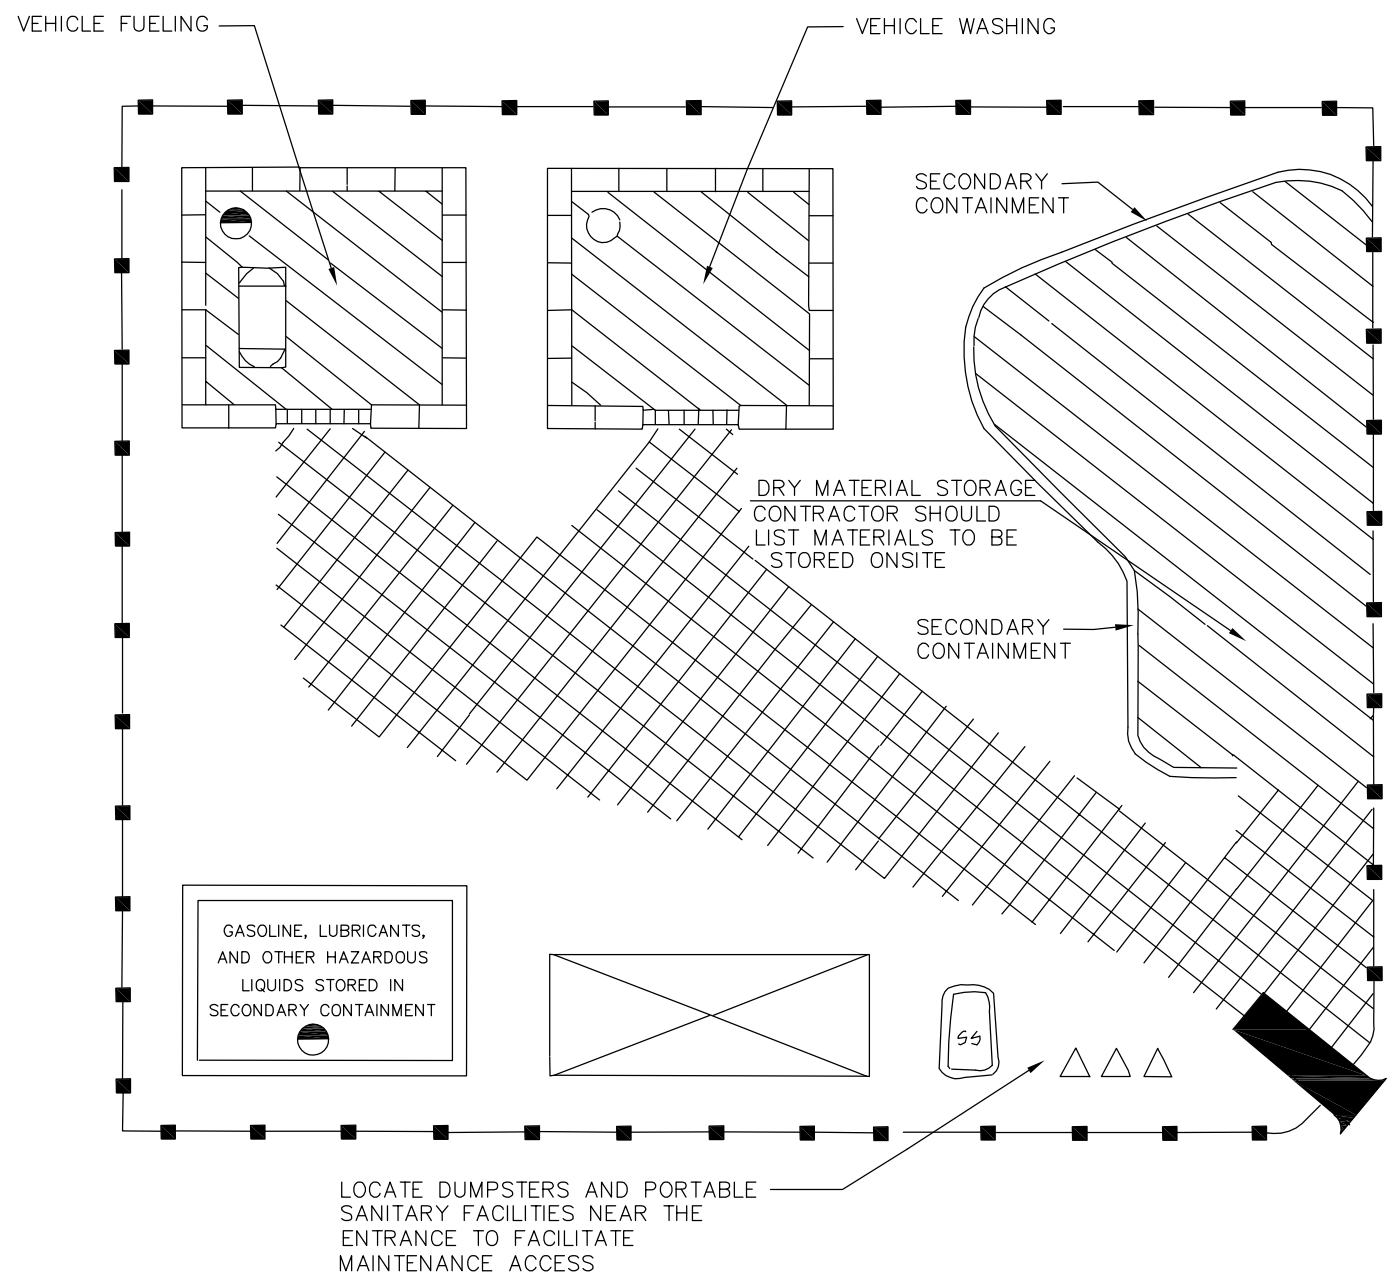 VEHICLE FUELING
VEHICLE WASHING
SECONDARY
CONTAINMENT
DRY MATERIAL STORAGE
CONTRACTOR SHOULD
LIST MATERIALS TO BE
STORED ONSITE
SECONDARY
CONTAINMENT
GASOLINE, LUBRICANTS,
AND OTHER HAZARDOUS
LIQUIDS STORED IN
SECONDARY CONTAINMENT
SS
LOCATE DUMPSTERS AND PORTABLE
SANITARY FACILITIES NEAR THE
ENTRANCE TO FACILITATE
MAINTENANCE ACCESS